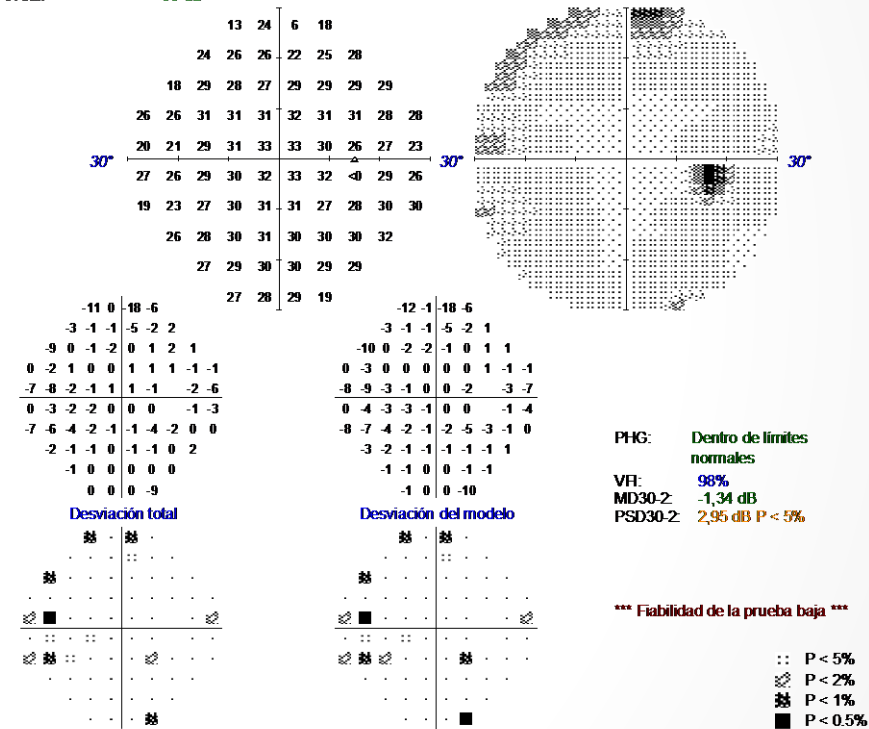 13 24 6 18
24 26 26 22 25 28
18 29 28 27 29 29 29 29
26 26 31 31 31 32 31 31 28 28
20 21 29 31 33 33 30 26 27 23
30° 30° 30°
27 26 29 30 32 33 32 <0 29 26
19 23 27 30 31 31 27 28 30 30
26 28 30 31 30 30 30 32
27 29 30 30 29 29
27 28 29 19
-11 0 -18 -6
-3 -1 -1 -5 -2 2
-9 0 -1 -2 0 1 2 1
0 -2 1 0 0 1 1 1 -1 -1
-7 -8 -2 -1 1 1 -1 -2 -6
0 -3 -2 -2 0 0 0 -1 -3
-7 -6 -4 -2 -1 -1 -4 -2 0 0
-2 -1 -1 0 -1 -1 0 2
-1 0 0 0 0 0
0 0 0 -9
Desviación total
-12 -1 -18 -6
-3 -1 -1 -5 -2 1
-10 0 -2 -2 -1 0 1 1
0 -3 0 0 0 0 0 1 -1 -1
-8 -9 -3 -1 0 0 -2 -3 -7
0 -4 -3 -3 -1 0 0 -1 -4
-8 -7 -4 -2 -1 -2 -5 -3 -1 0
-3 -2 -1 -1 -1 -1 -1 1
-1 -1 0 0 -1 -1
-1 0 0 -10
Desviación del modelo
PHG: Dentro de límites
normales
VFI: 98%
MD30-2: -1,34 dB
PSD30-2: 2,95 dB P < 5%
*** Fiabilidad de la prueba baja ***
P < 5%
P < 2%
P < 1%
P < 0.5%